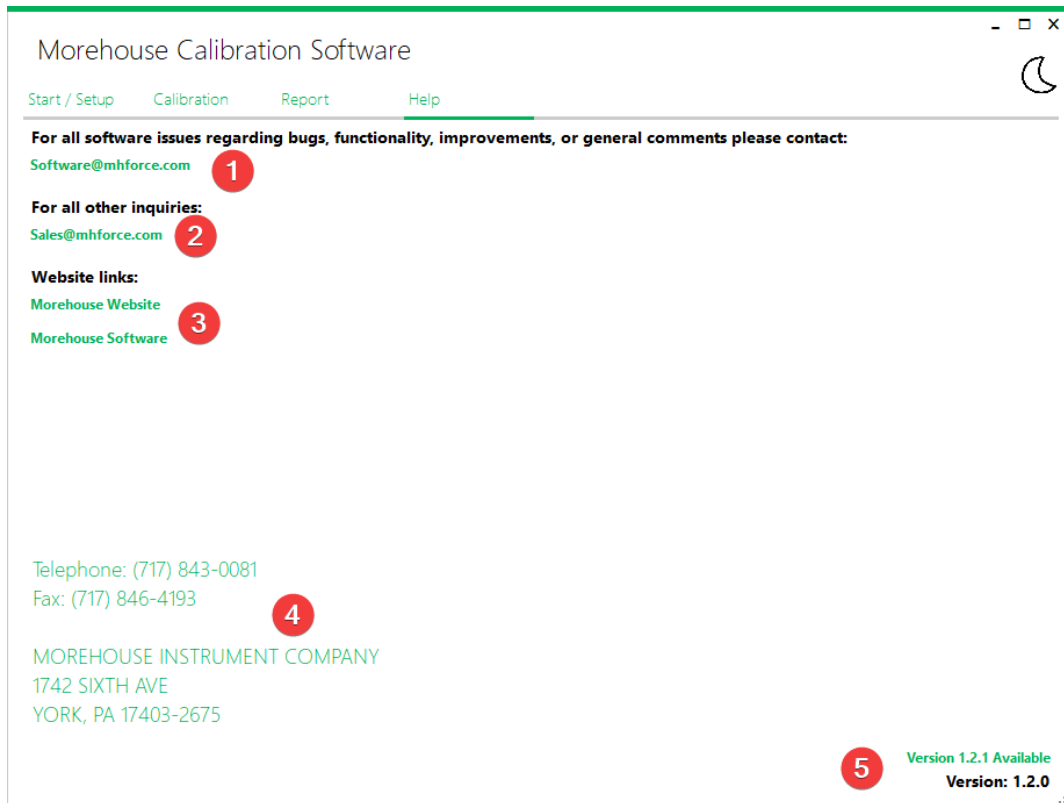 Morehouse Calibration Software
Start / Setup Calibration Report Help
For all software issues regarding bugs, functionality, improvements, or general comments please contact:
Software@mhforce.com
1
For all other inquiries:
Sales@mhforce.com
2
Website links:
Morehouse Website
3
Morehouse Software
Telephone: (717) 843-0081
Fax: (717) 846-4193
4
MOREHOUSE INSTRUMENT COMPANY
1742 SIXTH AVE
YORK, PA 17403-2675
5
Version 1.2.1 Available
Version: 1.2.0